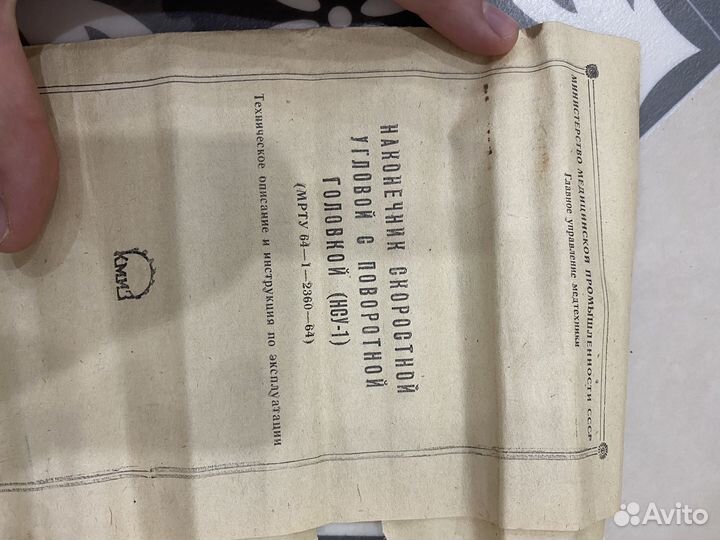 МИНИСТЕРСТВО МЕДИЦИНСКОЙ ПРОМЫШЛЕННОСТИ СССР
Главное управление медтехники
НАКОНЕЧНИК СКОРОСТНОЙ
УГЛОВОЙ С ПОВОРОТНОЙ
ГОЛОВКОЙ (НСУ-1)
(МРТУ 64—1—2360—64)
Техническое описание и инструкция по эксплуатации
КМИЗ
Avito